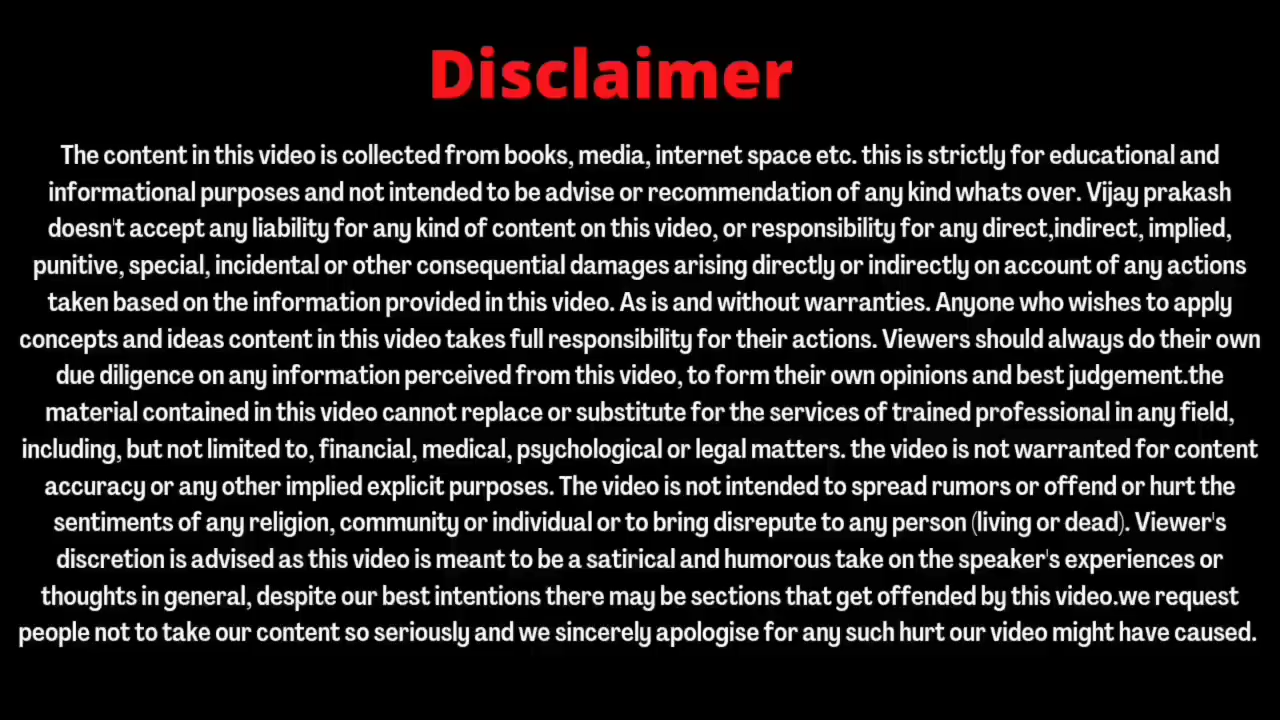 Disclaimer
The content in this video is collected from books, media, internet space etc. this is strictly for educational and
informational purposes and not intended to be advise or recommendation of any kind whats over. Vijay prakash
doesn't accept any liability for any kind of content on this video, or responsibility for any direct,indirect, implied,
punitive, special, incidental or other consequential damages arising directly or indirectly on account of any actions
taken based on the information provided in this video. As is and without warranties. Anyone who wishes to apply
concepts and ideas content in this video takes full responsibility for their actions. Viewers should always do their own
due diligence on any information perceived from this video, to form their own opinions and best judgement.the
material contained in this video cannot replace or substitute for the services of trained professional in any field,
including, but not limited to, financial, medical, psychological or legal matters. the video is not warranted for content
accuracy or any other implied explicit purposes. The video is not intended to spread rumors or offend or hurt the
sentiments of any religion, community or individual or to bring disrepute to any person (living or dead). Viewer's
discretion is advised as this video is meant to be a satirical and humorous take on the speaker's experiences or
thoughts in general, despite our best intentions there may be sections that get offended by this video.we request
people not to take our content so seriously and we sincerely apologise for any such hurt our video might have caused.